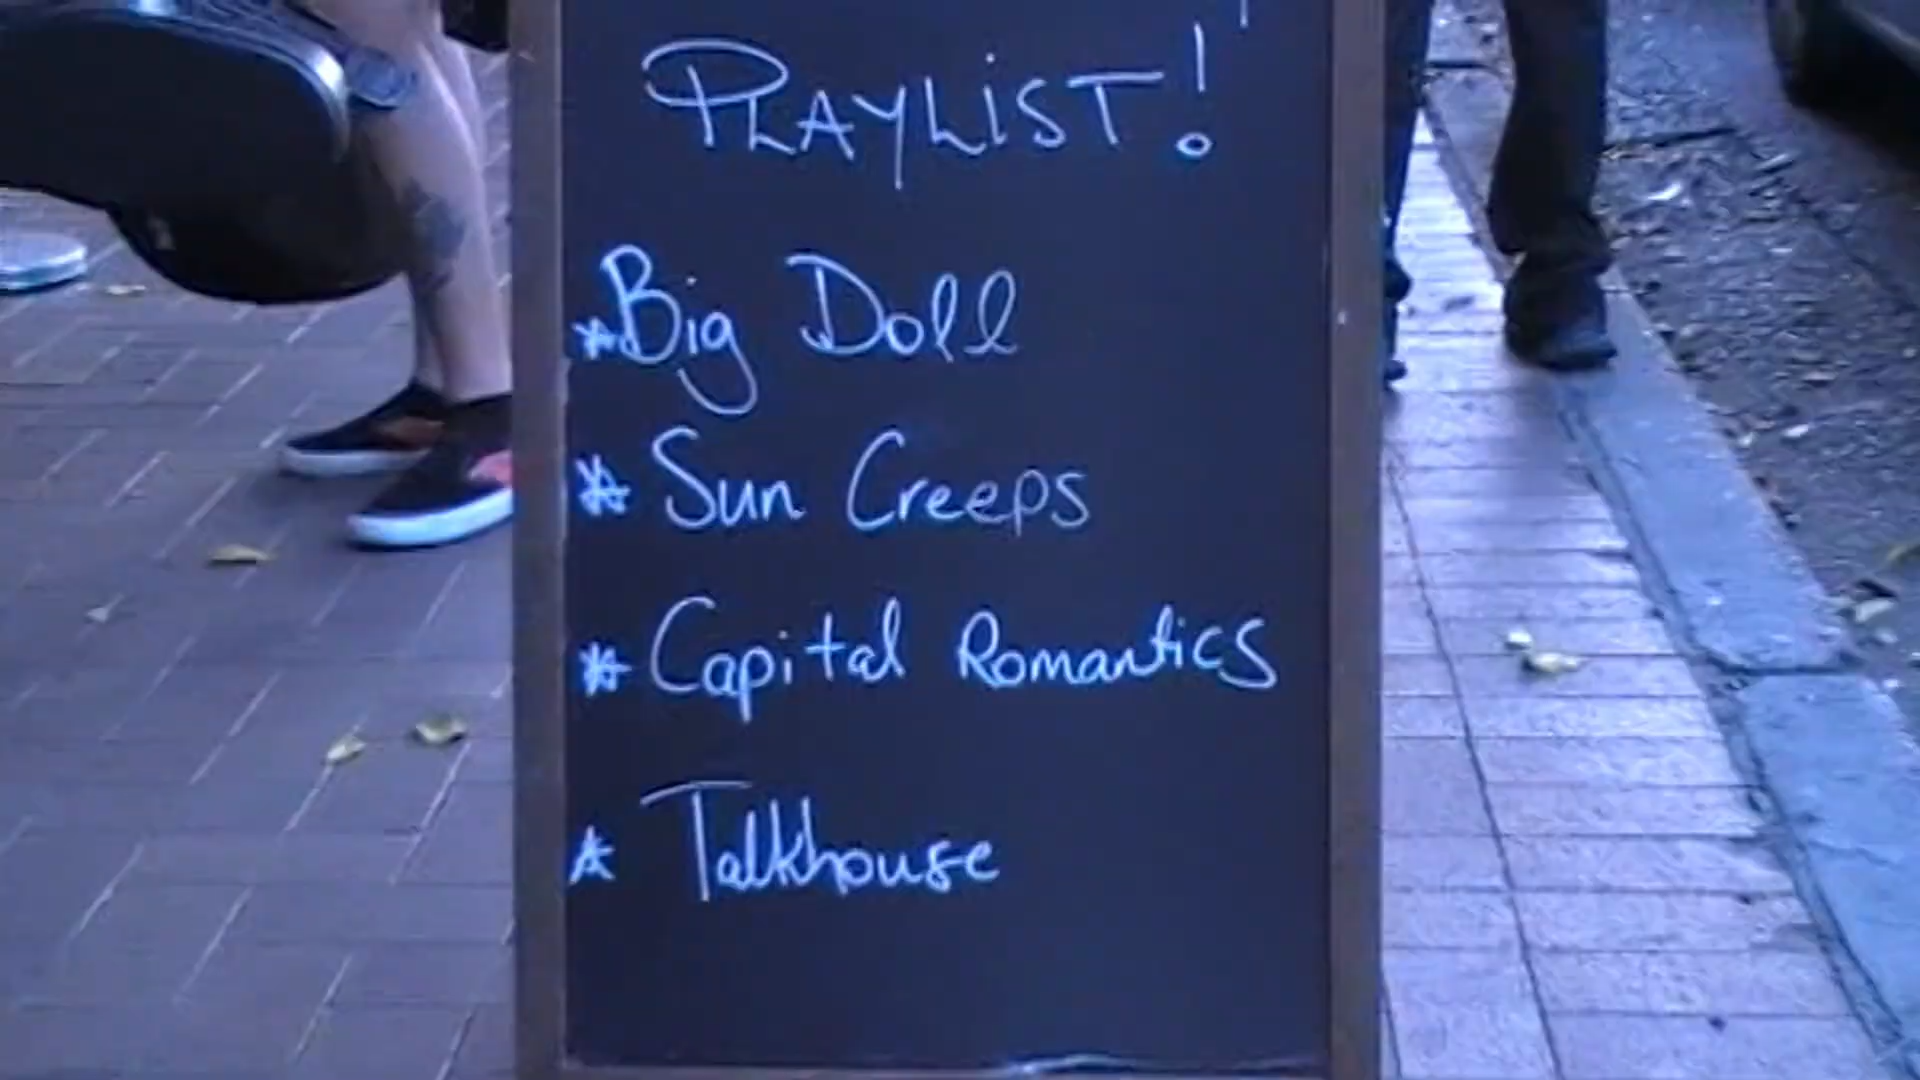 PLAYLIST!
*Big Doll
* Sun Creeps
* Capital Romantics
* Talkhouse